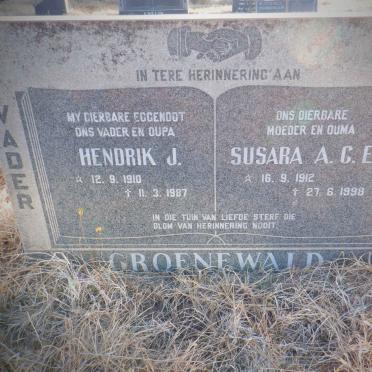 IN TERE HERINNERING AAN
VADER
MY DIERBARE EGGENOOT
ONS VADER EN OUPA
HENDRIK J.
☆ 12. 9. 1910
† 11. 3. 1987
ONS DIERBARE
MOEDER EN OUMA
SUSARA A. C. E
☆ 16. 9. 1912
† 27. 6. 1998
IN DIE TUIN VAN LIEFDE STERF DIE
BLOM VAN HERINNERING NOOIT.
GROENEWALD